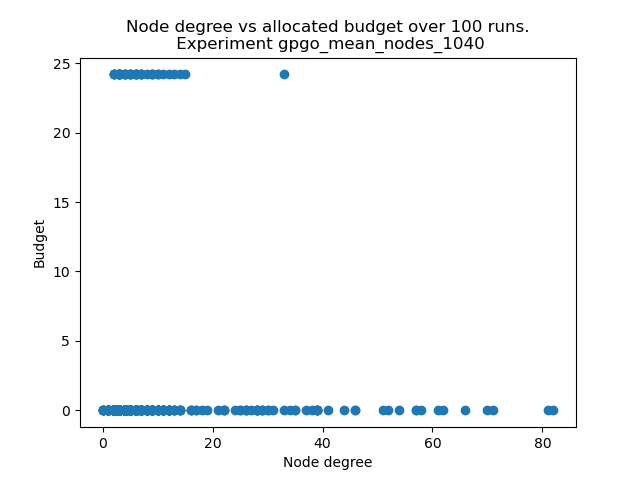 Node degree vs allocated budget over 100 runs.
Experiment gpgo_mean_nodes_1040
25
20
15
10
5
0
Budget
0 20 40 60 80
Node degree